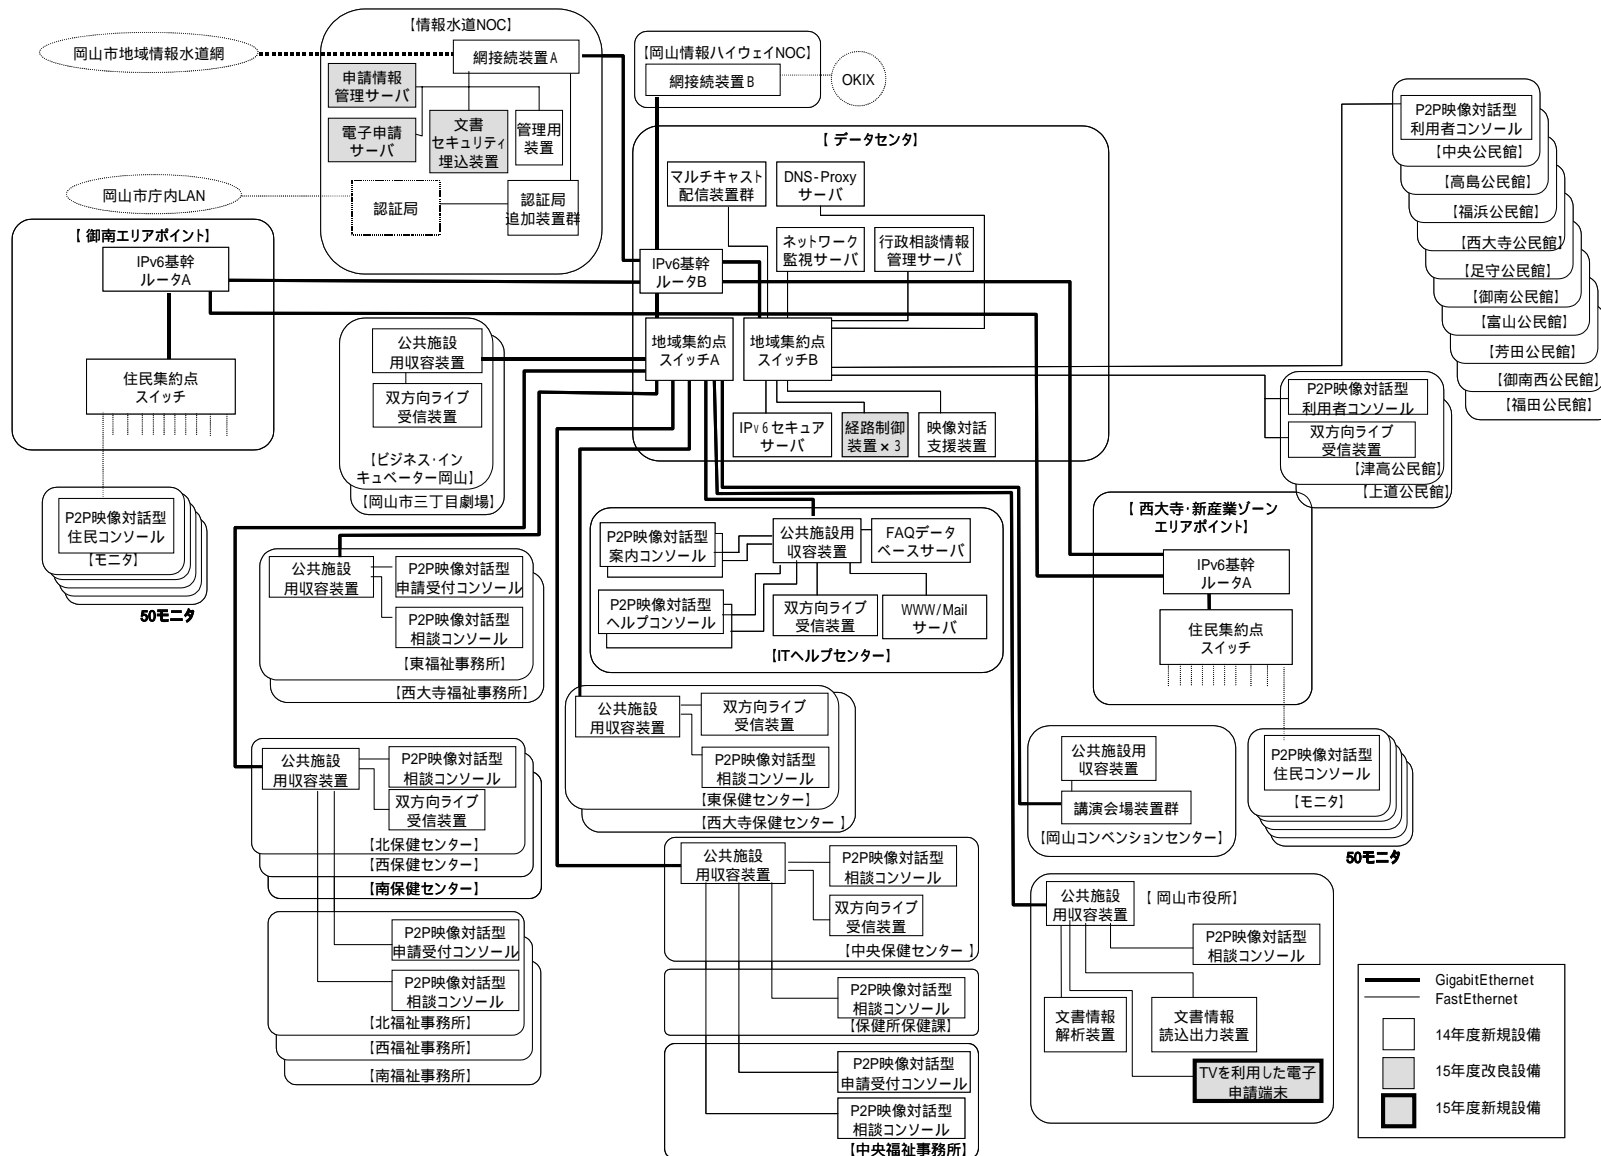 【情報水道NOC】
岡山市地域情報水道網
網接続装置A
申請情報
管理サーバ
電子申請
サーバ
文書
セキュリティ
埋込装置
管理用
装置
岡山市庁内LAN
認証局
認証局
追加装置群
【岡山情報ハイウェイNOC】
網接続装置B
OKIX
【データセンタ】
マルチキャスト
配信装置群
DNS-Proxy
サーバ
ネットワーク
監視サーバ
行政相談情報
管理サーバ
IPv6基幹
ルータB
地域集約点
スイッチA
地域集約点
スイッチB
IPv6セキュア
サーバ
経路制御
装置×3
映像対話
支援装置
【御南エリアポイント】
IPv6基幹
ルータA
住民集約点
スイッチ
P2P映像対話型
住民コンソール
【モニタ】
50モニタ
公共施設
用収容装置
双方向ライブ
受信装置
【ビジネス・イン
キュベーター岡山】
【岡山市三丁目劇場】
P2P映像対話型
利用者コンソール
【中央公民館】
【高島公民館】
【福浜公民館】
【西大寺公民館】
【足守公民館】
【御南公民館】
【富山公民館】
【芳田公民館】
【御南西公民館】
【福田公民館】
P2P映像対話型
利用者コンソール
双方向ライブ
受信装置
【津高公民館】
【上道公民館】
【西大寺・新産業ゾーン
エリアポイント】
IPv6基幹
ルータA
住民集約点
スイッチ
P2P映像対話型
住民コンソール
【モニタ】
50モニタ
P2P映像対話型
案内コンソール
公共施設用
収容装置
FAQデータ
ベースサーバ
P2P映像対話型
ヘルプコンソール
双方向ライブ
受信装置
WWW/Mail
サーバ
【ITヘルプセンター】
公共施設
用収容装置
P2P映像対話型
申請受付コンソール
P2P映像対話型
相談コンソール
【東福祉事務所】
【西大寺福祉事務所】
公共施設
用収容装置
双方向ライブ
受信装置
P2P映像対話型
相談コンソール
【東保健センター】
【西大寺保健センター】
公共施設
用収容装置
P2P映像対話型
相談コンソール
双方向ライブ
受信装置
【北保健センター】
【西保健センター】
【南保健センター】
P2P映像対話型
申請受付コンソール
P2P映像対話型
相談コンソール
【北福祉事務所】
【西福祉事務所】
【南福祉事務所】
公共施設
用収容装置
P2P映像対話型
相談コンソール
双方向ライブ
受信装置
【中央保健センター】
P2P映像対話型
相談コンソール
【保健所保健課】
P2P映像対話型
申請受付コンソール
P2P映像対話型
相談コンソール
【中央福祉事務所】
公共施設用
収容装置
講演会場装置群
【岡山コンベンションセンター】
公共施設
用収容装置
【岡山市役所】
P2P映像対話型
相談コンソール
文書情報
解析装置
文書情報
読込出力装置
TVを利用した電子
申請端末
GigabitEthernet
FastEthernet
14年度新規設備
15年度改良設備
15年度新規設備